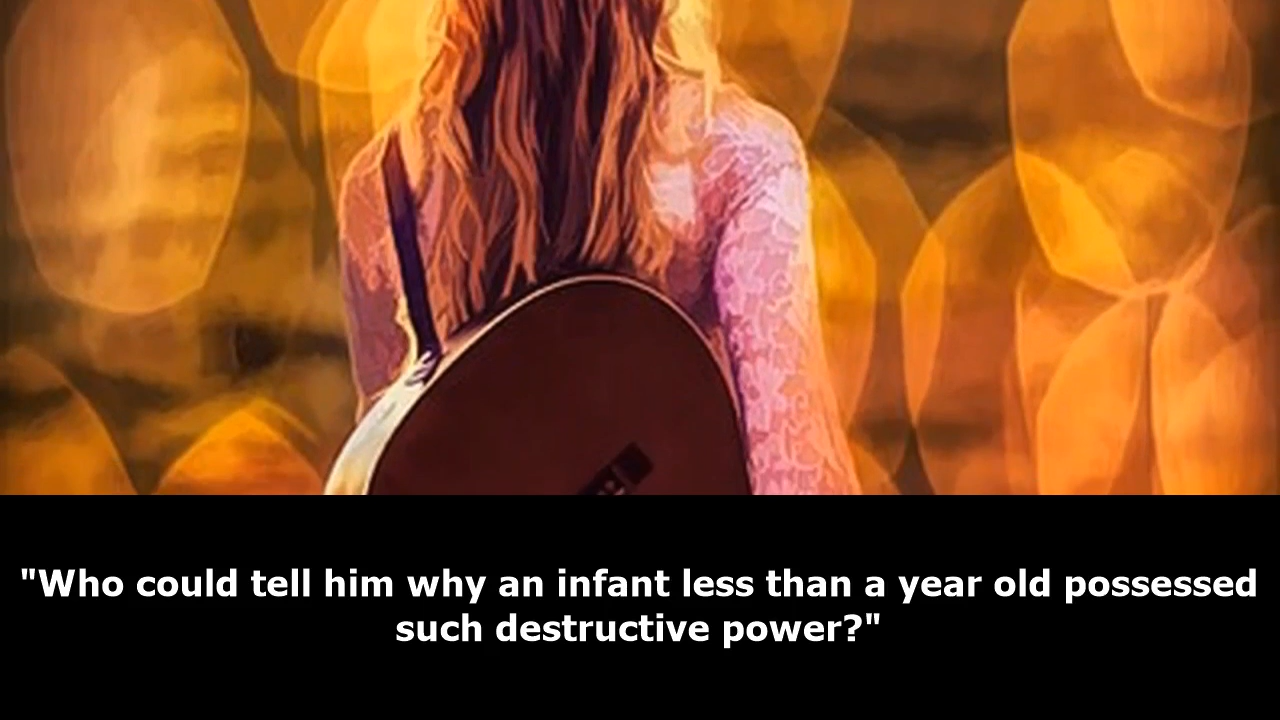 "Who could tell him why an infant less than a year old possessed
such destructive power?"